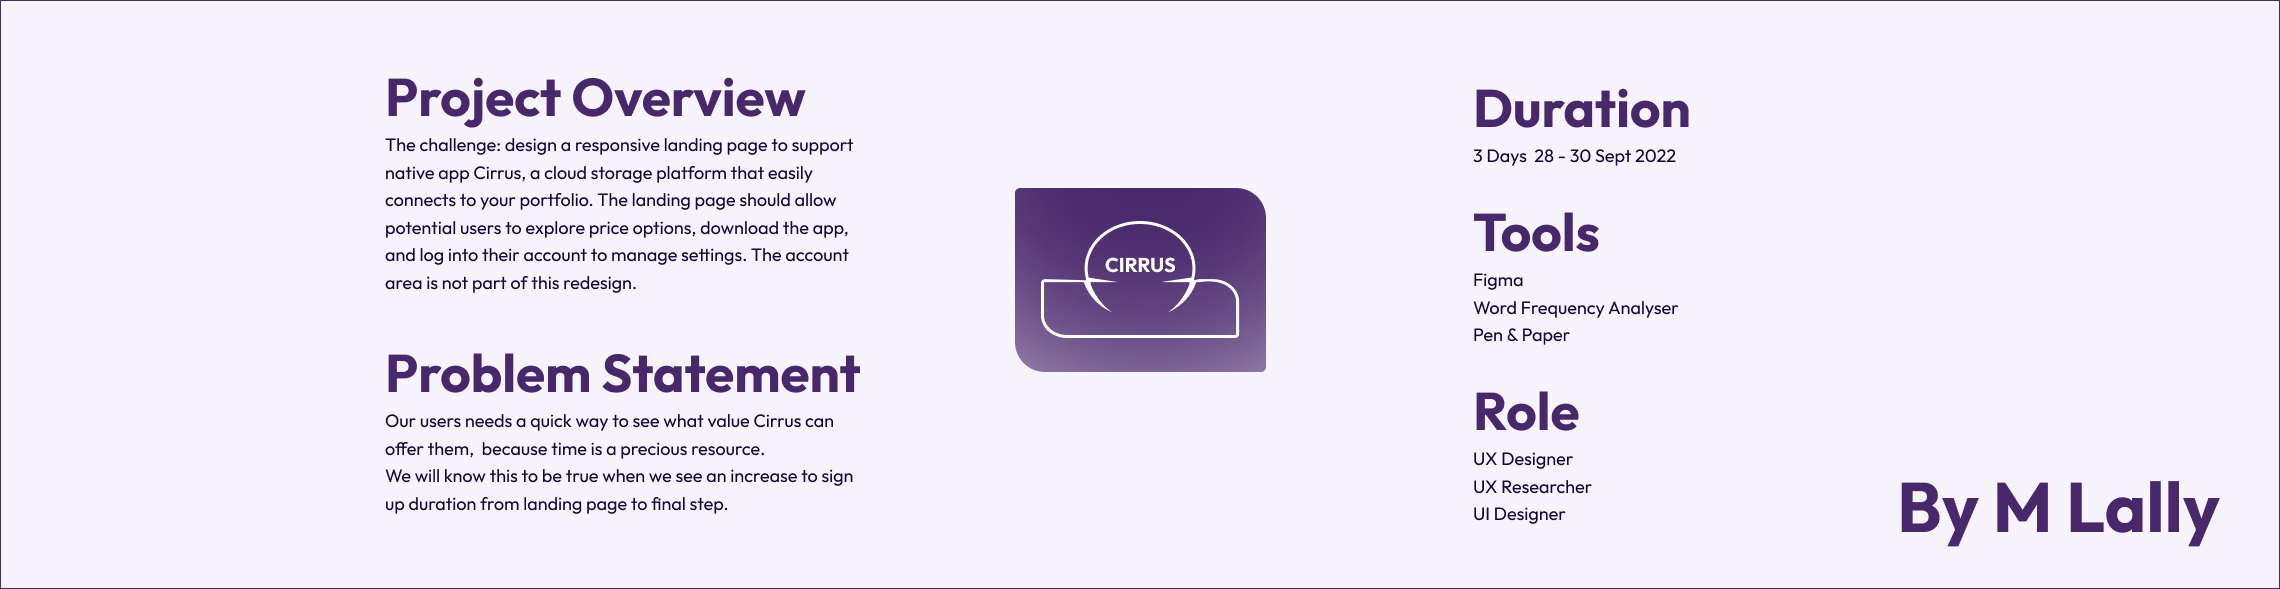 Project Overview
The challenge: design a responsive landing page to support
native app Cirrus, a cloud storage platform that easily
connects to your portfolio. The landing page should allow
potential users to explore price options, download the app,
and log into their account to manage settings. The account
area is not part of this redesign.
Problem Statement
Our users needs a quick way to see what value Cirrus can
offer them,  because time is a precious resource.
We will know this to be true when we see an increase to sign
up duration from landing page to final step.
CIRRUS
Duration
3 Days  28 - 30 Sept 2022
Tools
Figma
Word Frequency Analyser
Pen & Paper
Role
UX Designer
UX Researcher
UI Designer
By M Lally